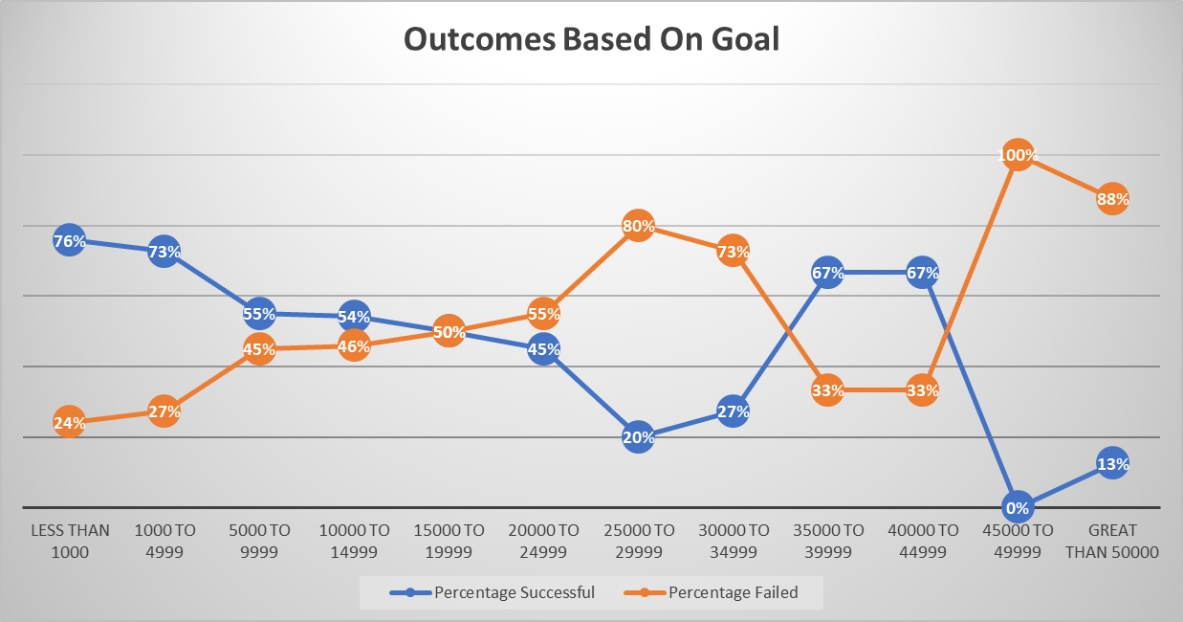 Outcomes Based On Goal
76% 73% 55% 54% 50% 45% 20% 27% 67% 67% 0% 13%
24% 27% 45% 46% 50% 55% 80% 73% 33% 33% 100% 88%
LESS THAN 1000 TO 5000 TO 10000 TO 15000 TO 20000 TO 25000 TO 30000 TO 35000 TO 40000 TO 45000 TO GREAT
1000 4999 9999 14999 19999 24999 29999 34999 39999 44999 49999 THAN 50000
Percentage Successful Percentage Failed